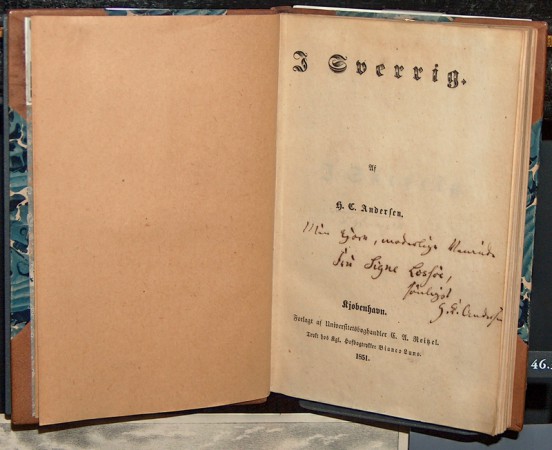 I Sverrig.
Af
H. C. Andersen.
Min kjære, moderlige Veninde
Fru Signe Læssøe,
sønligst
H. C. Andersen
Kjøbenhavn.
Forlagt af Universitetsboghandler C. A. Reitzel.
Trykt hos Kgl. Hofbogtrykker Bianco Luno.
1851.
46.